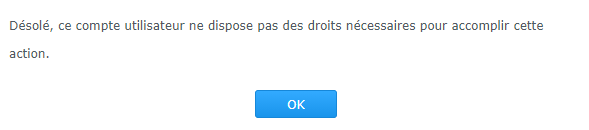 Désolé, ce compte utilisateur ne dispose pas des droits nécessaires pour accomplir cette
action.
OK